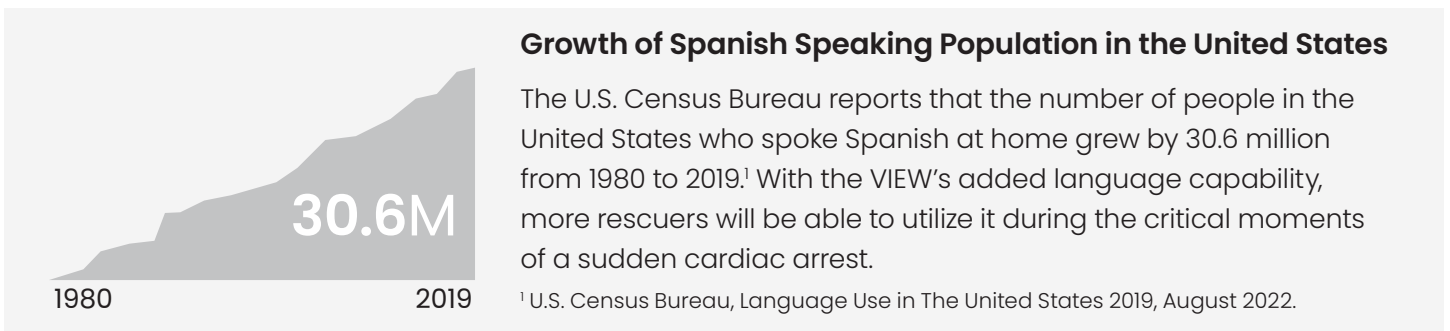 Growth of Spanish Speaking Population in the United States
The U.S. Census Bureau reports that the number of people in the
United States who spoke Spanish at home grew by 30.6 million
from 1980 to 2019.¹ With the VIEW’s added language capability,
more rescuers will be able to utilize it during the critical moments
of a sudden cardiac arrest.
¹ U.S. Census Bureau, Language Use in The United States 2019, August 2022.
30.6M
1980 2019